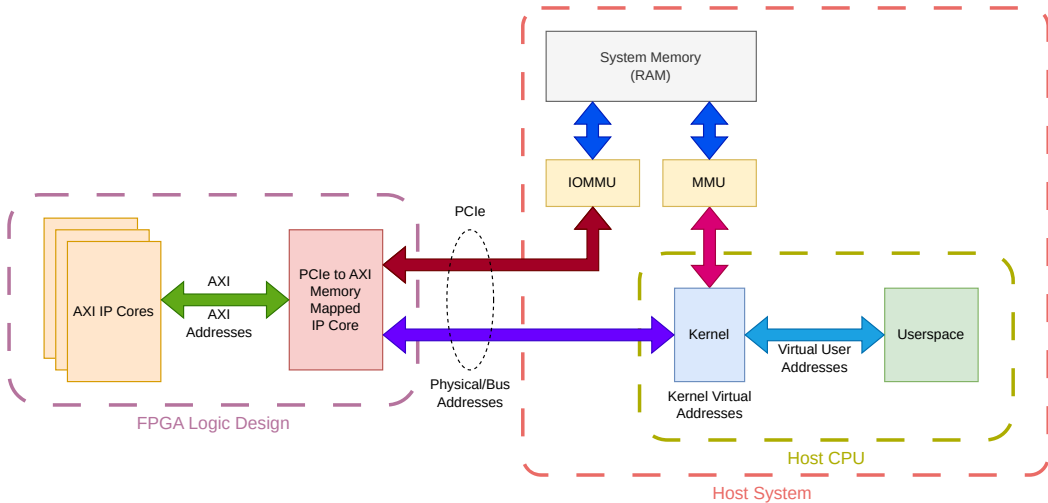 System Memory
(RAM)
IOMMU
MMU
PCIe
AXI IP Cores
AXI
AXI
Addresses
PCIe to AXI
Memory
Mapped
IP Core
Physical/Bus
Addresses
Kernel
Kernel Virtual
Addresses
Virtual User
Addresses
Userspace
FPGA Logic Design
Host CPU
Host System